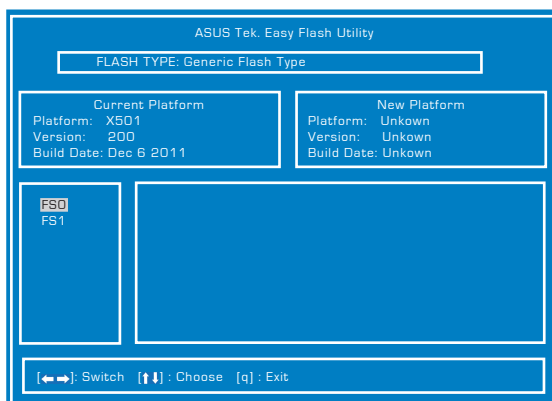 ASUS Tek. Easy Flash Utility
FLASH TYPE: Generic Flash Type
Current Platform
Platform: X501
Version: 200
Build Date: Dec 6 2011
New Platform
Platform: Unkown
Version: Unkown
Build Date: Unkown
FS0
FS1
[←→]: Switch [↑↓] : Choose [q] : Exit